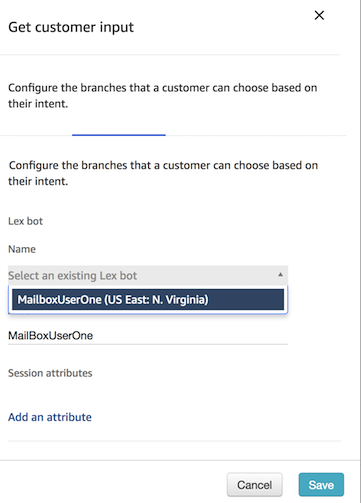 Get customer input
Configure the branches that a customer can choose based on
their intent.
Configure the branches that a customer can choose based on
their intent.
Lex bot
Name
Select an existing Lex bot
MailboxUserOne (US East: N. Virginia)
MailBoxUserOne
Session attributes
Add an attribute
Cancel Save